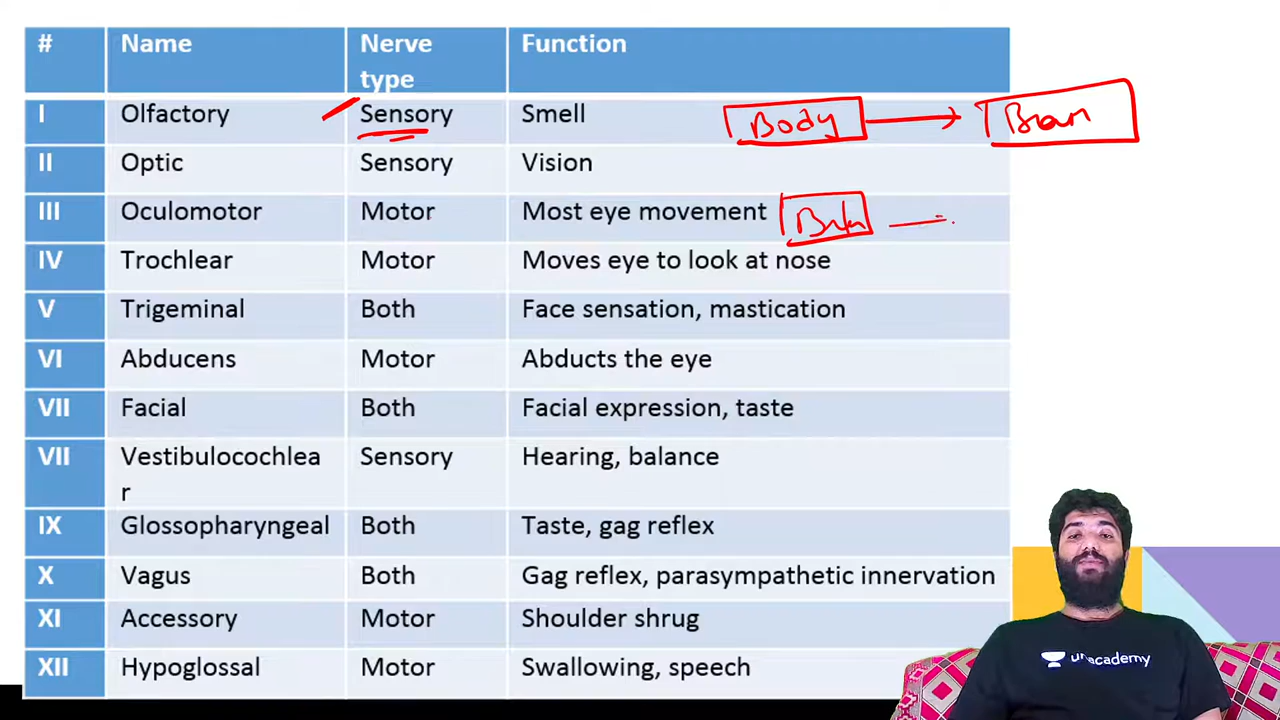 # Name Nerve type Function
I Olfactory Sensory Smell
Body
II Optic Sensory Vision
III Oculomotor Motor Most eye movement
IV Trochlear Motor Moves eye to look at nose
V Trigeminal Both Face sensation, mastication
VI Abducens Motor Abducts the eye
VII Facial Both Facial expression, taste
VII Vestibulocochlea
r Sensory Hearing, balance
IX Glossopharyngeal Both Taste, gag reflex
X Vagus Both Gag reflex, parasympathetic innervation
XI Accessory Motor Shoulder shrug
XII Hypoglossal Motor Swallowing, speech
unacademy